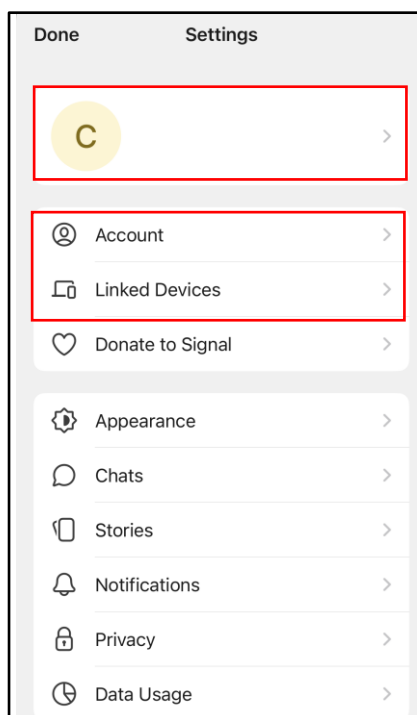 Done Settings
C
Account
Linked Devices
Donate to Signal
Appearance
Chats
Stories
Notifications
Privacy
Data Usage